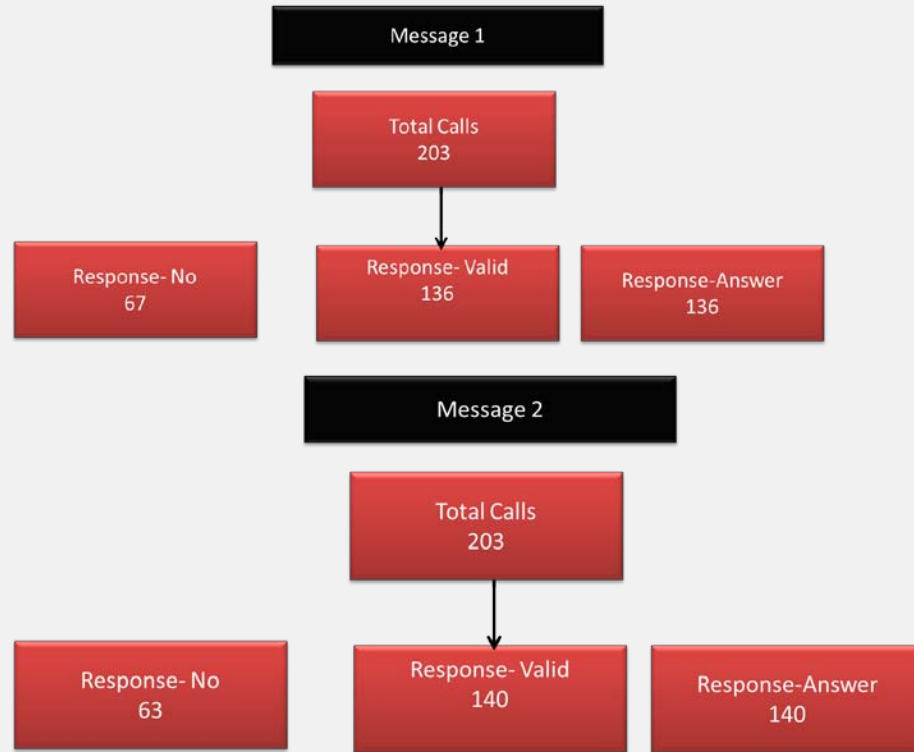 Message 1
Total Calls
203
Response- No
67
Response- Valid
136
Response-Answer
136
Message 2
Total Calls
203
Response- No
63
Response- Valid
140
Response-Answer
140